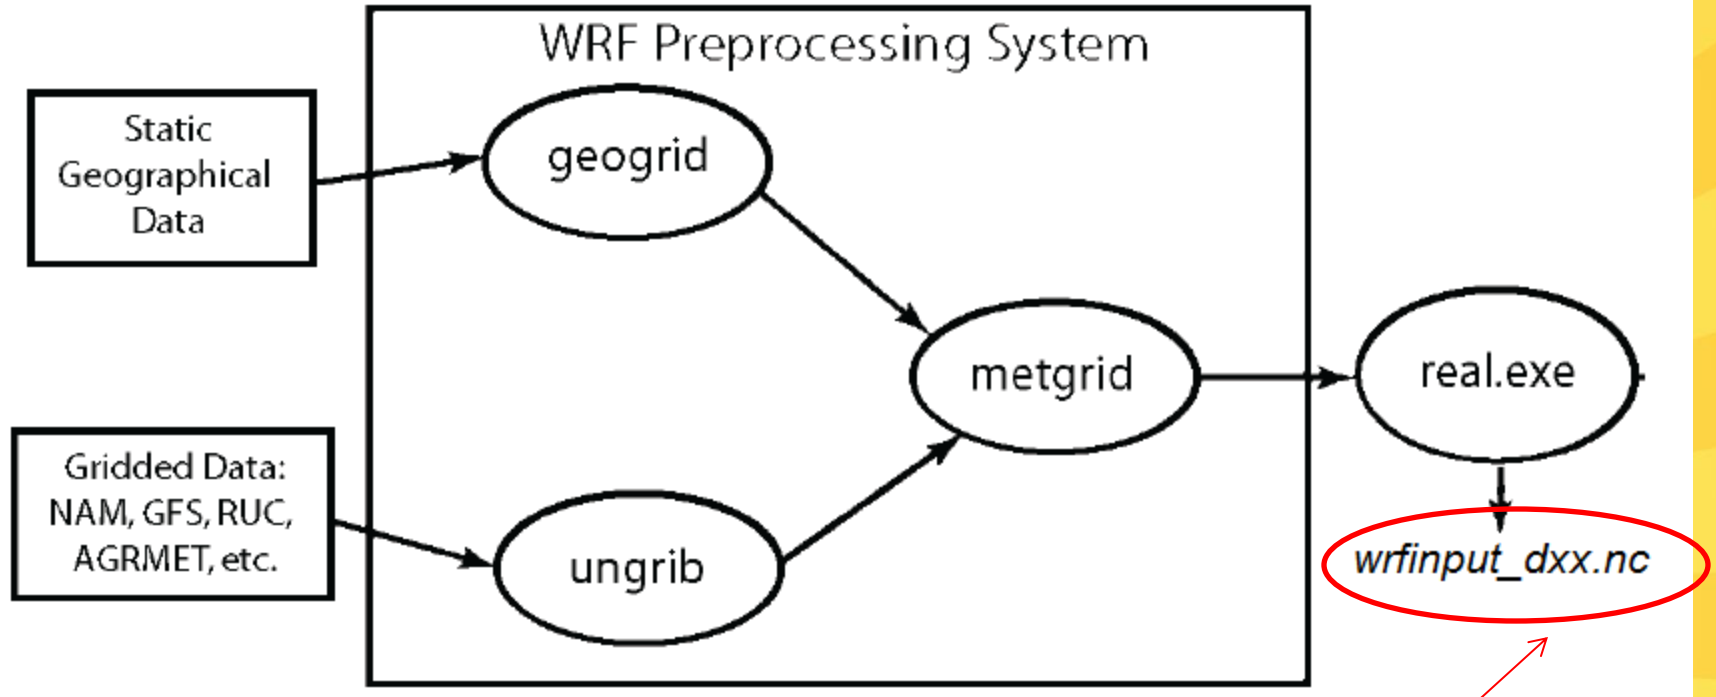 WRF Preprocessing System
Static
Geographical
Data
geogrid
metgrid
real.exe
Gridded Data:
NAM, GFS, RUC,
AGRMET, etc.
ungrib
wrfinput_dxx.nc